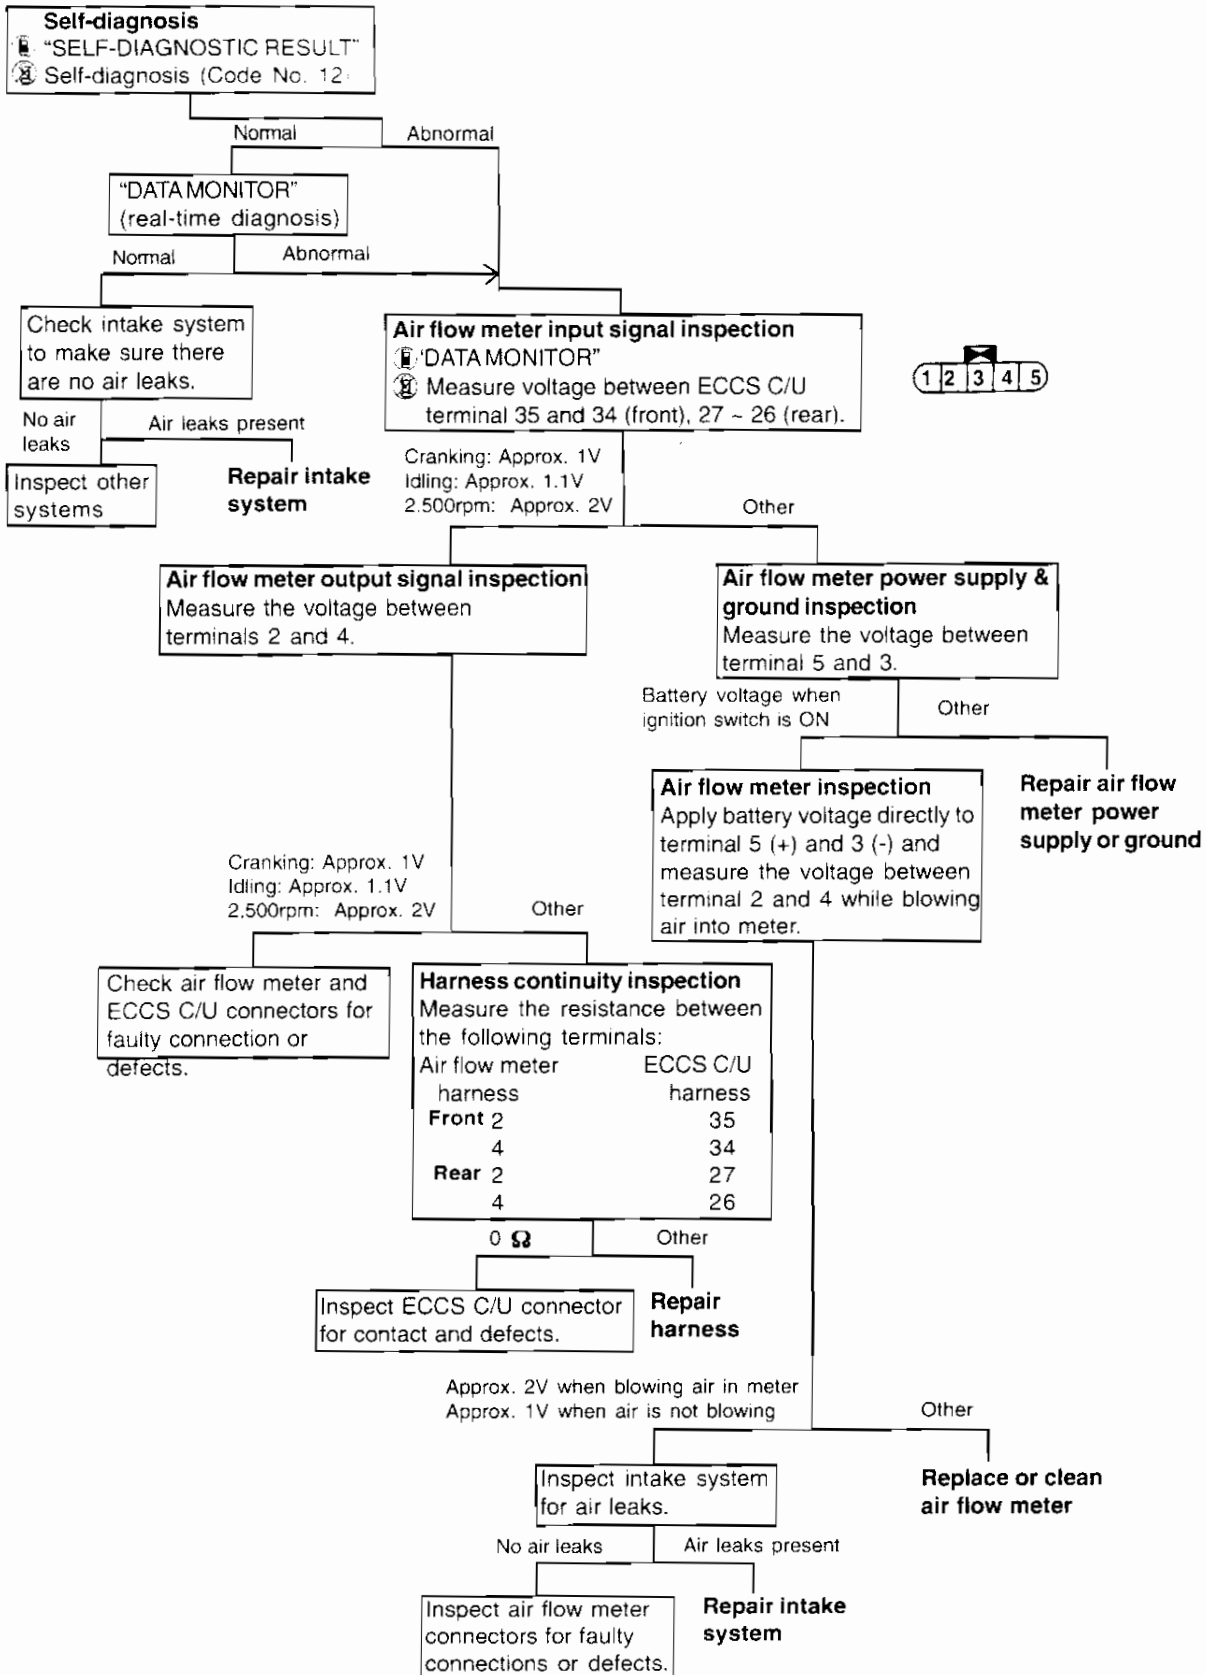 Self-diagnosis
"SELF-DIAGNOSTIC RESULT"
Self-diagnosis (Code No. 12
Normal
Abnormal
"DATA MONITOR"
(real-time diagnosis)
Normal
Abnormal
Check intake system
to make sure there
are no air leaks.
No air
leaks
Air leaks present
Inspect other
systems
Repair intake
system
Air flow meter input signal inspection
'DATA MONITOR"
Measure voltage between ECCS C/U
terminal 35 and 34 (front), 27 ~ 26 (rear).
1 2 3 4 5
Cranking: Approx. 1V
Idling: Approx. 1.1V
2.500rpm: Approx. 2V
Other
Air flow meter output signal inspection
Measure the voltage between
terminals 2 and 4.
Air flow meter power supply &
ground inspection
Measure the voltage between
terminal 5 and 3.
Battery voltage when
ignition switch is ON
Other
Air flow meter inspection
Apply battery voltage directly to
terminal 5 (+) and 3 (-) and
measure the voltage between
terminal 2 and 4 while blowing
air into meter.
Repair air flow
meter power
supply or ground
Cranking: Approx. 1V
Idling: Approx. 1.1V
2,500rpm: Approx. 2V
Other
Check air flow meter and
ECCS C/U connectors for
faulty connection or
defects.
Harness continuity inspection
Measure the resistance between
the following terminals:
Air flow meter ECCS C/U
harness harness
Front 2 35
4 34
Rear 2 27
4 26
0 Ω
Other
Inspect ECCS C/U connector
for contact and defects.
Repair
harness
Approx. 2V when blowing air in meter
Approx. 1V when air is not blowing
Other
Inspect intake system
for air leaks.
Replace or clean
air flow meter
No air leaks
Air leaks present
Inspect air flow meter
connectors for faulty
connections or defects.
Repair intake
system